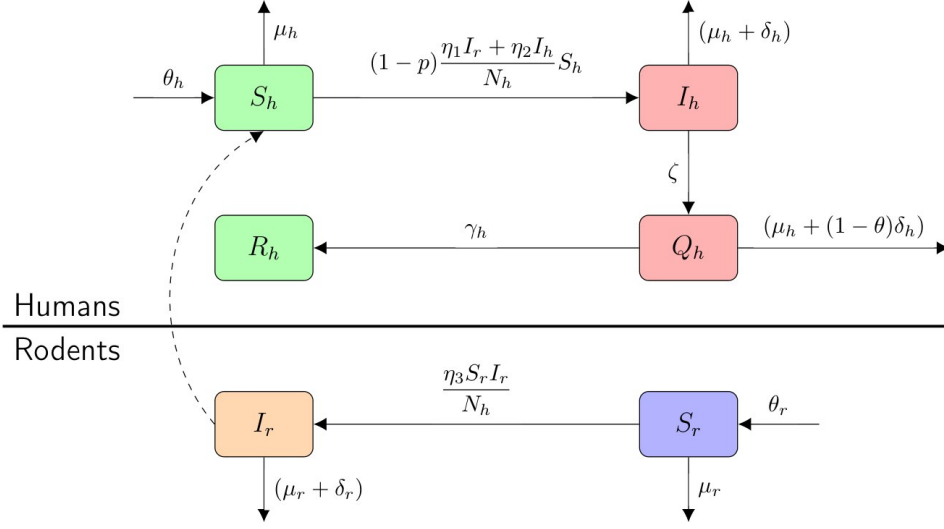 μ_h
(μ_h + δ_h)
θ_h
(1 − p) (η_1 I_r + η_2 I_h) / N_h S_h
S_h
I_h
ζ
R_h
γ_h
Q_h
(μ_h + (1 − θ)δ_h)
Humans
Rodents
η_3 S_r I_r / N_h
I_r
S_r
θ_r
(μ_r + δ_r)
μ_r